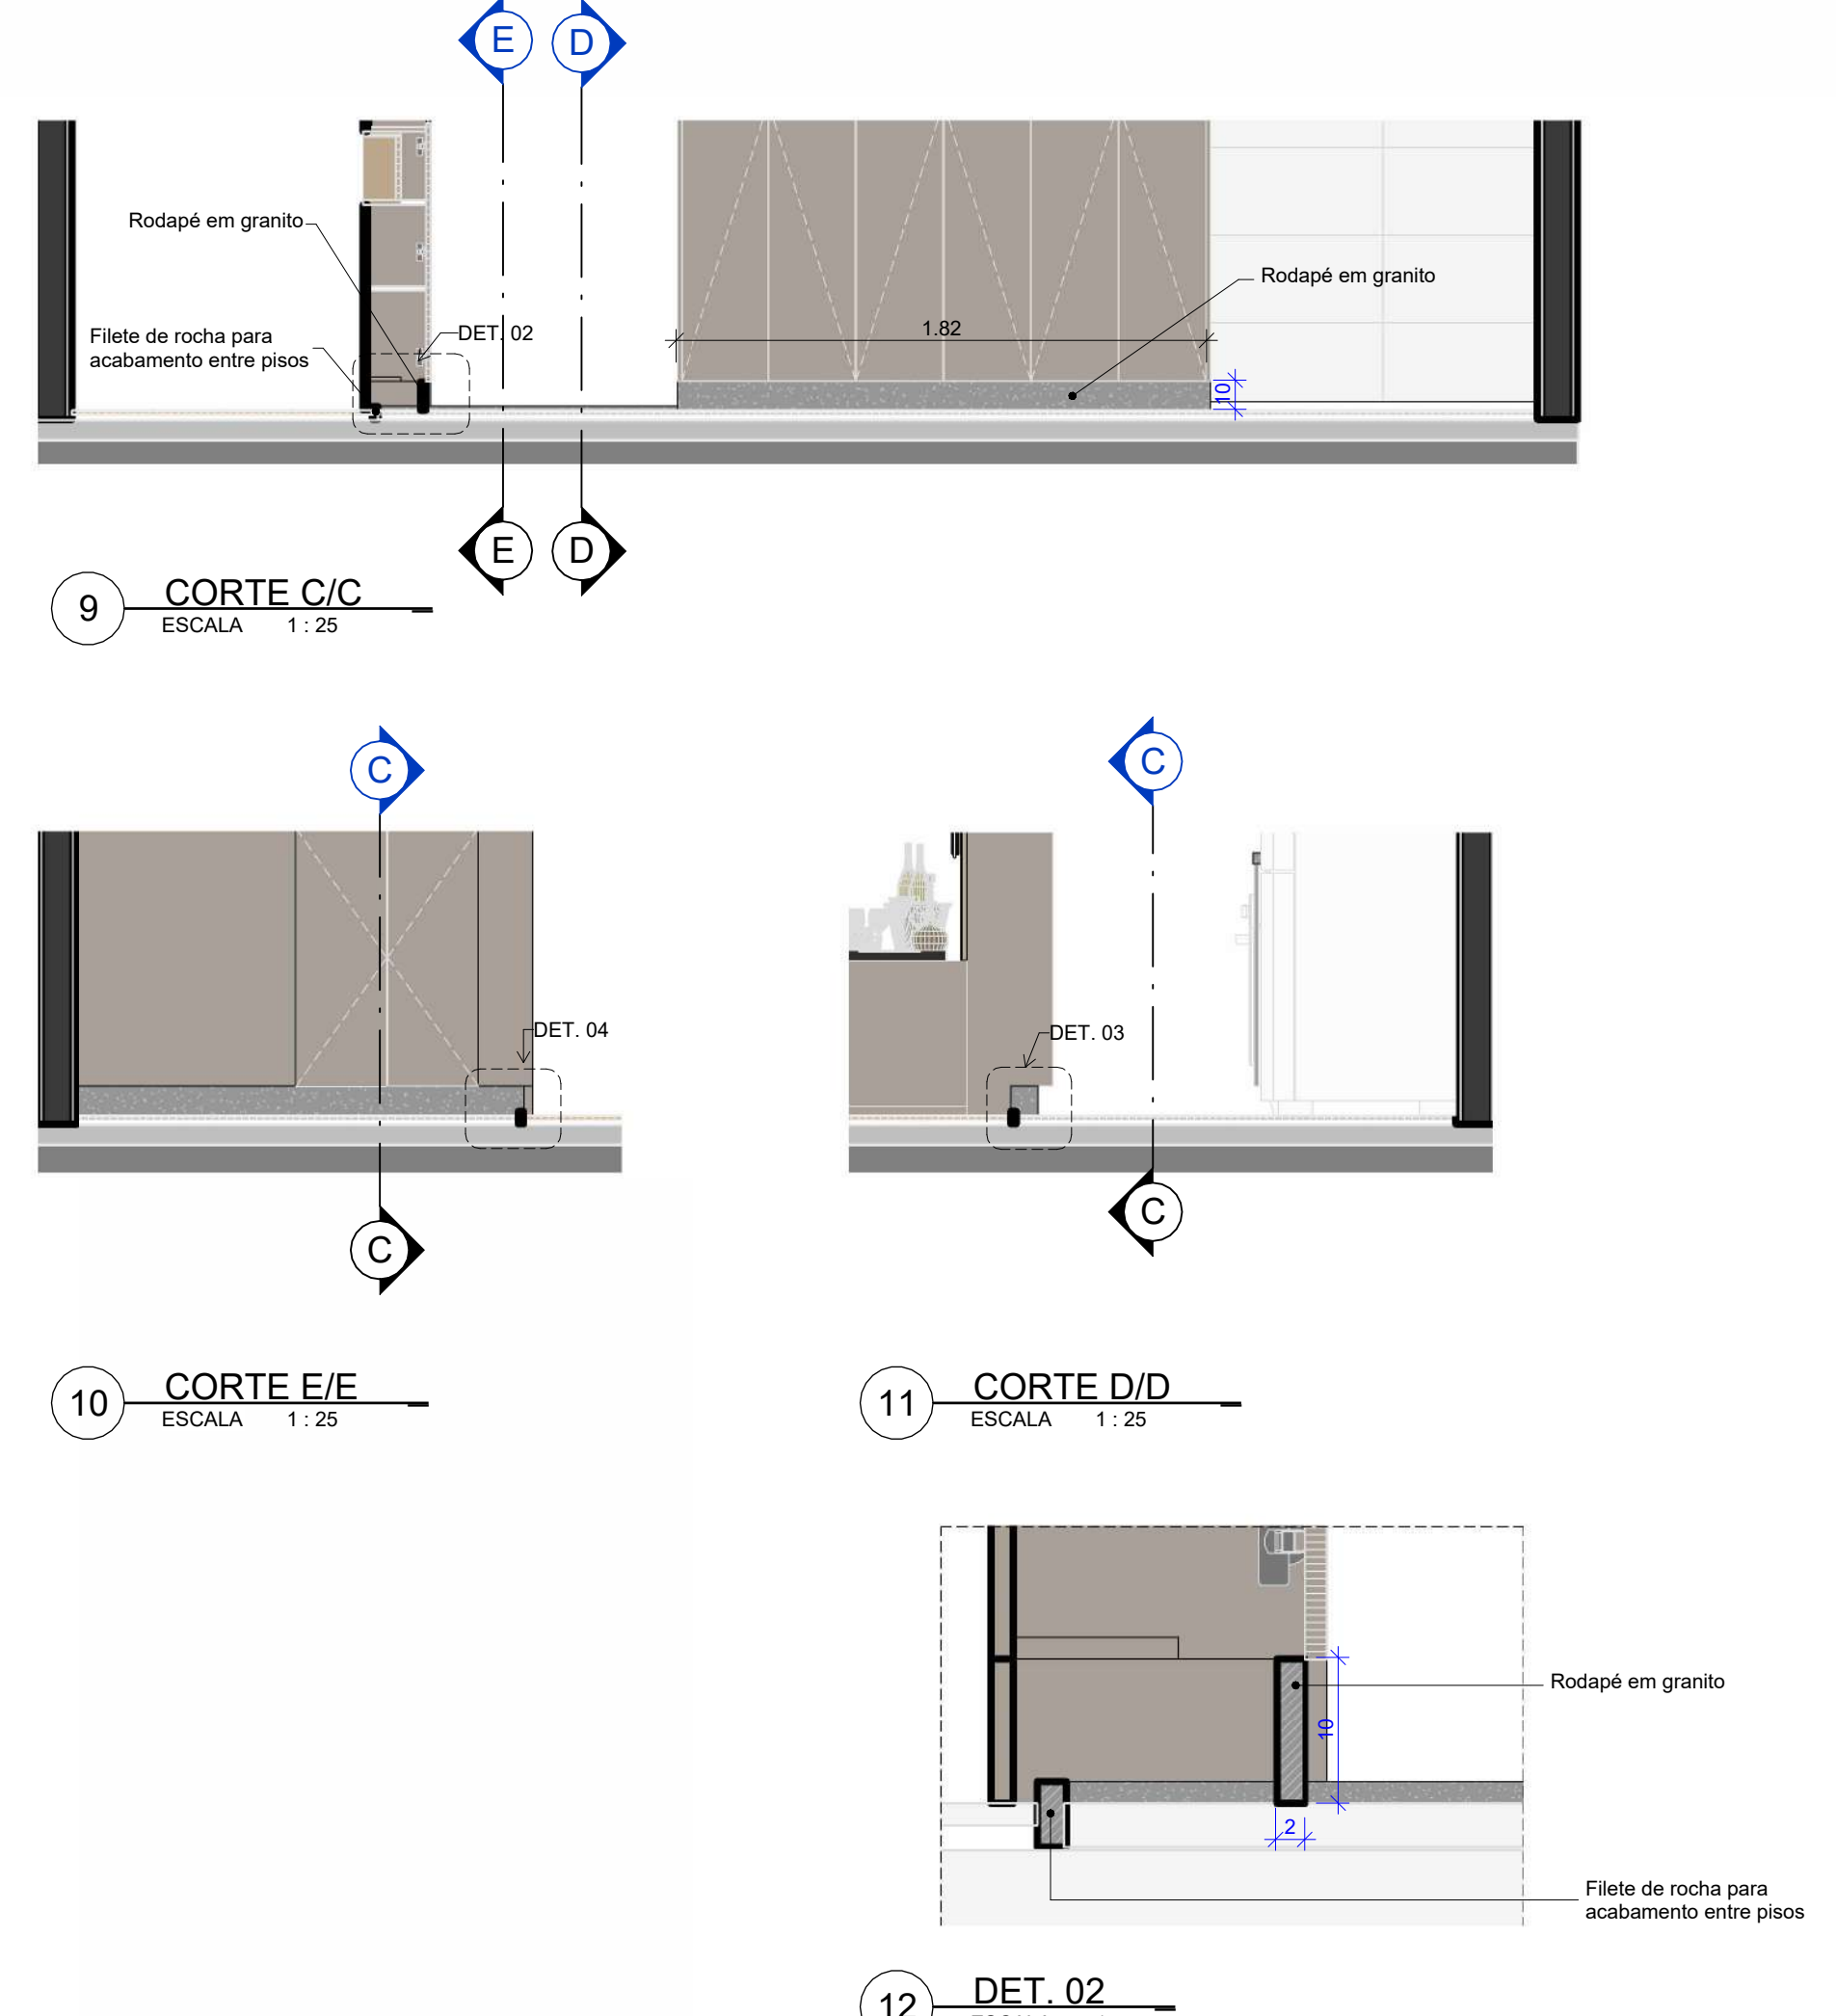 E D
Rodapé em granito
Rodapé em granito
Filete de rocha para
acabamento entre pisos
DET. 02
1.82
10
E D
9 CORTE C/C
ESCALA 1 : 25
C
C
DET. 04
DET. 03
C
C
10 CORTE E/E
ESCALA 1 : 25
11 CORTE D/D
ESCALA 1 : 25
Rodapé em granito
10
2
Filete de rocha para
acabamento entre pisos
12 DET. 02